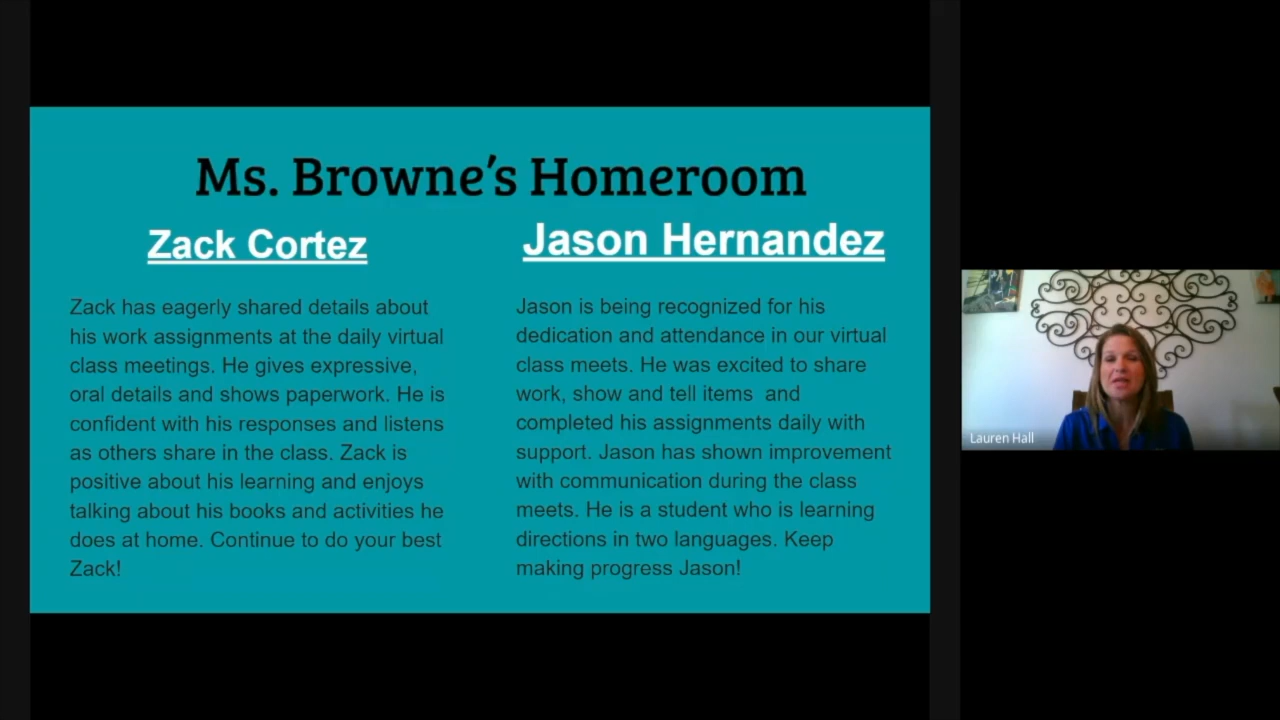 Ms. Browne's Homeroom
Zack Cortez
Zack has eagerly shared details about
his work assignments at the daily virtual
class meetings. He gives expressive,
oral details and shows paperwork. He is
confident with his responses and listens
as others share in the class. Zack is
positive about his learning and enjoys
talking about his books and activities he
does at home. Continue to do your best
Zack!
Jason Hernandez
Jason is being recognized for his
dedication and attendance in our virtual
class meets. He was excited to share
work, show and tell items  and
completed his assignments daily with
support. Jason has shown improvement
with communication during the class
meets. He is a student who is learning
directions in two languages. Keep
making progress Jason!
Lauren Hall